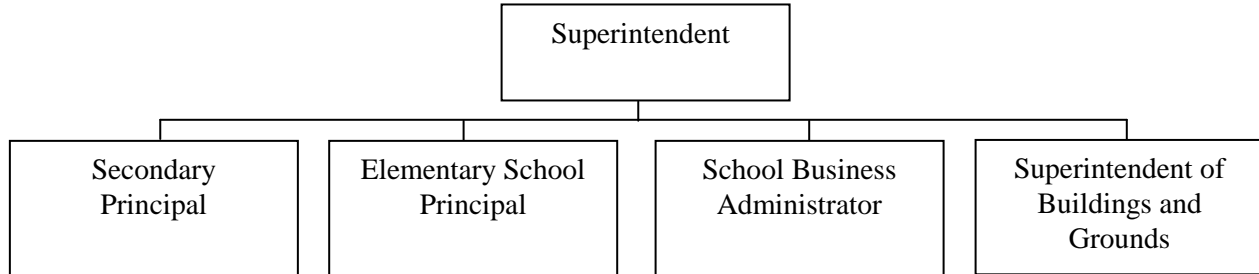 Superintendent
Secondary
Principal
Elementary School
Principal
School Business
Administrator
Superintendent of
Buildings and
Grounds